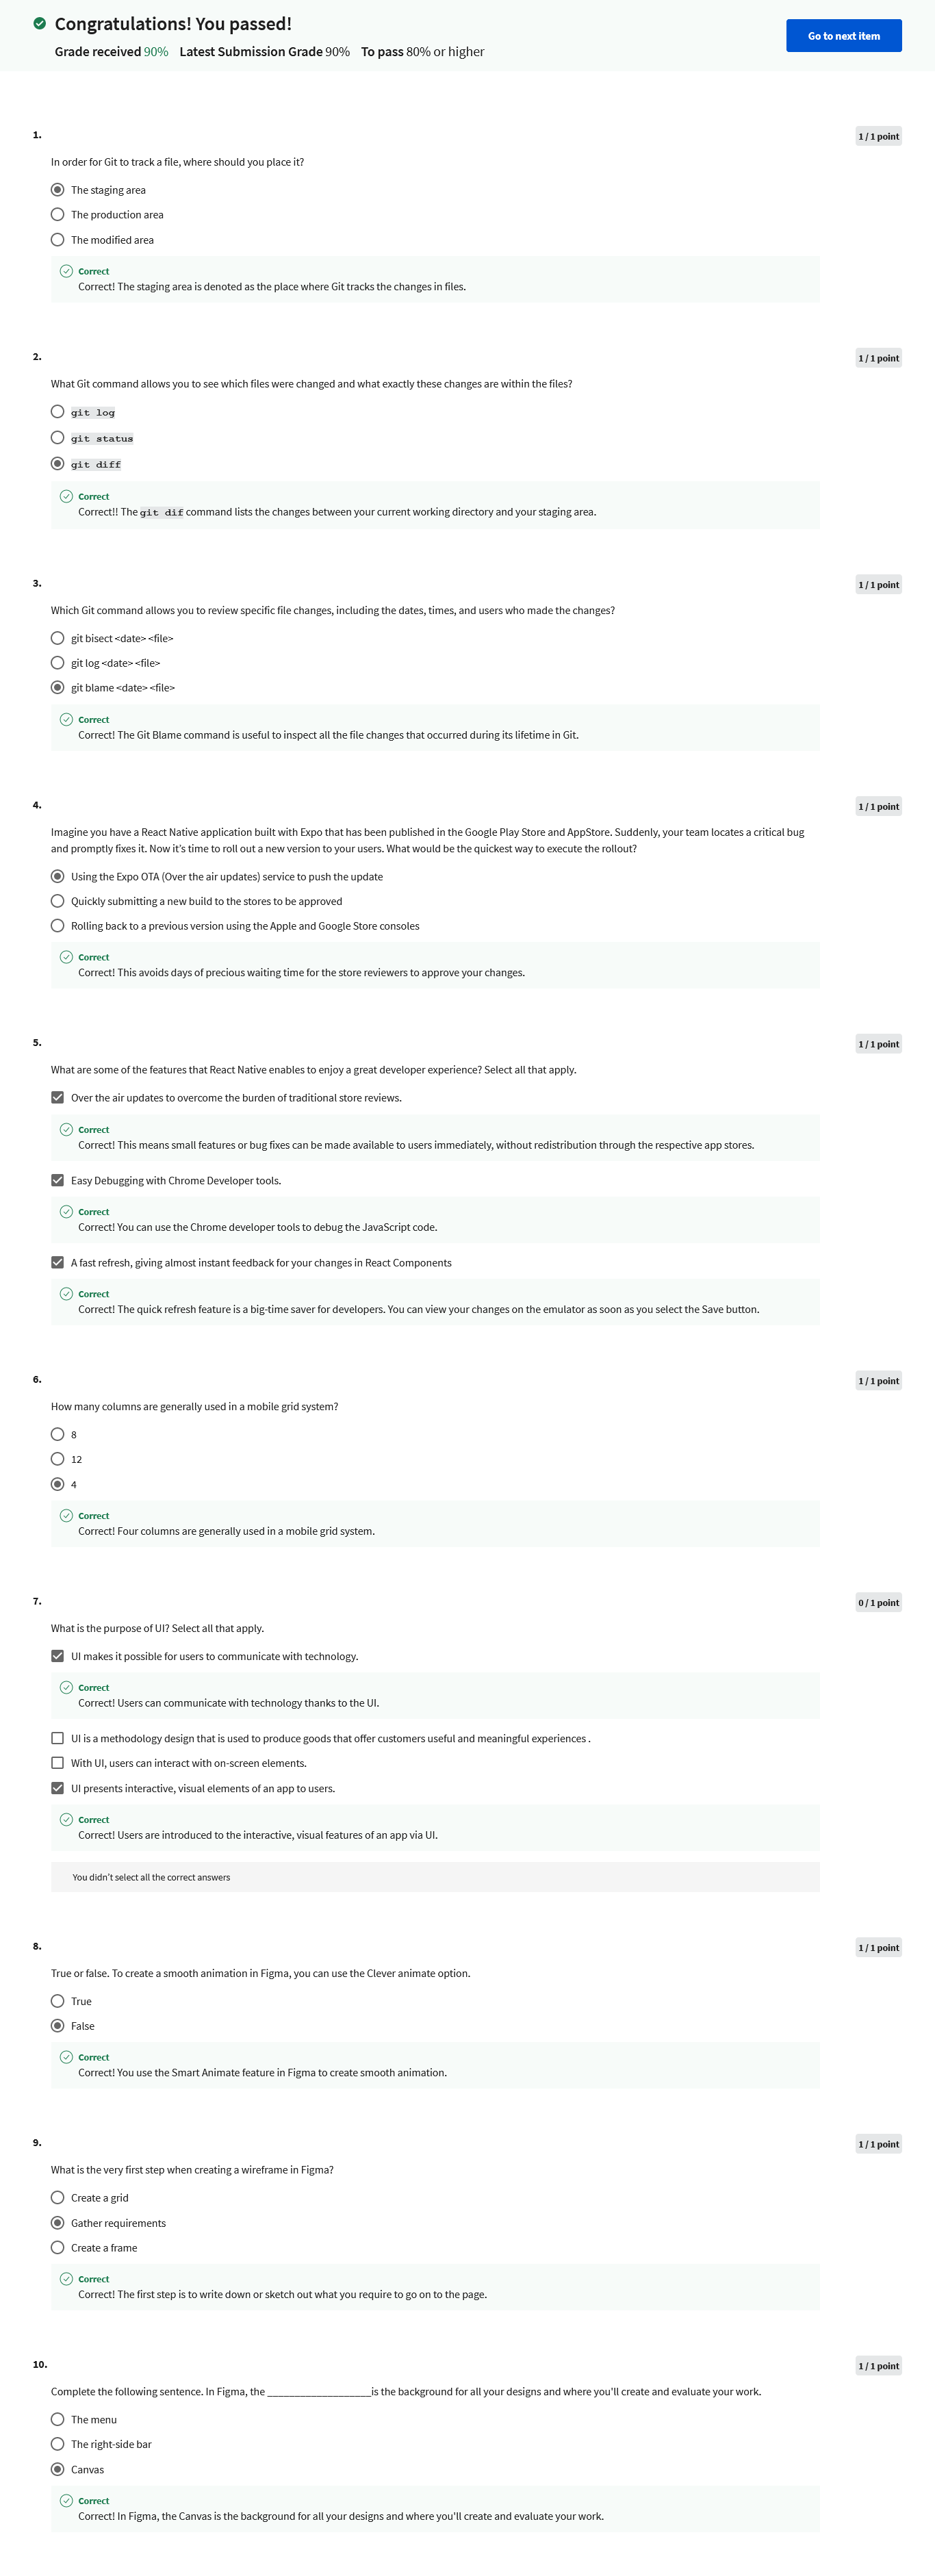 Congratulations! You passed!
Grade received 90% Latest Submission Grade 90% To pass 80% or higher
Go to next item
1.
1 / 1 point
In order for Git to track a file, where should you place it?
The staging area
The production area
The modified area
Correct
Correct! The staging area is denoted as the place where Git tracks the changes in files.
2.
1 / 1 point
What Git command allows you to see which files were changed and what exactly these changes are within the files?
git log
git status
git diff
Correct
Correct!! The git dif command lists the changes between your current working directory and your staging area.
3.
1 / 1 point
Which Git command allows you to review specific file changes, including the dates, times, and users who made the changes?
git bisect <date> <file>
git log <date> <file>
git blame <date> <file>
Correct
Correct! The Git Blame command is useful to inspect all the file changes that occurred during its lifetime in Git.
4.
1 / 1 point
Imagine you have a React Native application built with Expo that has been published in the Google Play Store and AppStore. Suddenly, your team locates a critical bug
and promptly fixes it. Now it's time to roll out a new version to your users. What would be the quickest way to execute the rollout?
Using the Expo OTA (Over the air updates) service to push the update
Quickly submitting a new build to the stores to be approved
Rolling back to a previous version using the Apple and Google Store consoles
Correct
Correct! This avoids days of precious waiting time for the store reviewers to approve your changes.
5.
1 / 1 point
What are some of the features that React Native enables to enjoy a great developer experience? Select all that apply.
Over the air updates to overcome the burden of traditional store reviews.
Correct
Correct! This means small features or bug fixes can be made available to users immediately, without redistribution through the respective app stores.
Easy Debugging with Chrome Developer tools.
Correct
Correct! You can use the Chrome developer tools to debug the JavaScript code.
A fast refresh, giving almost instant feedback for your changes in React Components
Correct
Correct! The quick refresh feature is a big-time saver for developers. You can view your changes on the emulator as soon as you select the Save button.
6.
1 / 1 point
How many columns are generally used in a mobile grid system?
8
12
4
Correct
Correct! Four columns are generally used in a mobile grid system.
7.
0 / 1 point
What is the purpose of UI? Select all that apply.
UI makes it possible for users to communicate with technology.
Correct
Correct! Users can communicate with technology thanks to the UI.
UI is a methodology design that is used to produce goods that offer customers useful and meaningful experiences .
With UI, users can interact with on-screen elements.
UI presents interactive, visual elements of an app to users.
Correct
Correct! Users are introduced to the interactive, visual features of an app via UI.
You didn't select all the correct answers
8.
1 / 1 point
True or false. To create a smooth animation in Figma, you can use the Clever animate option.
True
False
Correct
Correct! You use the Smart Animate feature in Figma to create smooth animation.
9.
1 / 1 point
What is the very first step when creating a wireframe in Figma?
Create a grid
Gather requirements
Create a frame
Correct
Correct! The first step is to write down or sketch out what you require to go on to the page.
10.
1 / 1 point
Complete the following sentence. In Figma, the ___________________is the background for all your designs and where you'll create and evaluate your work.
The menu
The right-side bar
Canvas
Correct
Correct! In Figma, the Canvas is the background for all your designs and where you'll create and evaluate your work.